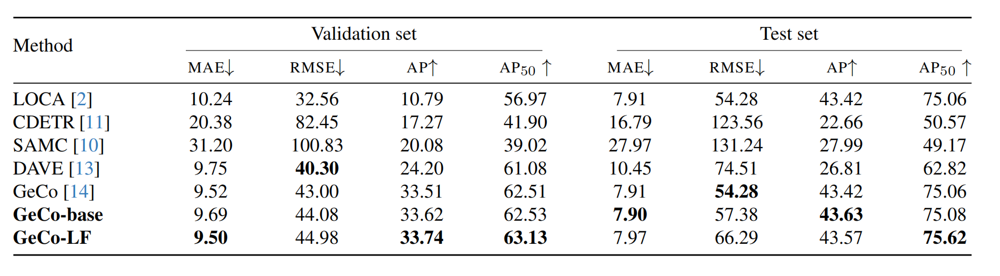 Method Validation set Test set
MAE↓ RMSE↓ AP↑ AP50 ↑ MAE↓ RMSE↓ AP↑ AP50 ↑
LOCA [2] 10.24 32.56 10.79 56.97 7.91 54.28 43.42 75.06
CDETR [11] 20.38 82.45 17.27 41.90 16.79 123.56 22.66 50.57
SAMC [10] 31.20 100.83 20.08 39.02 27.97 131.24 27.99 49.17
DAVE [13] 9.75 40.30 24.20 61.08 10.45 74.51 26.81 62.82
GeCo [14] 9.52 43.00 33.51 62.51 7.91 54.28 43.42 75.06
GeCo-base 9.69 44.08 33.62 62.53 7.90 57.38 43.63 75.08
GeCo-LF 9.50 44.98 33.74 63.13 7.97 66.29 43.57 75.62